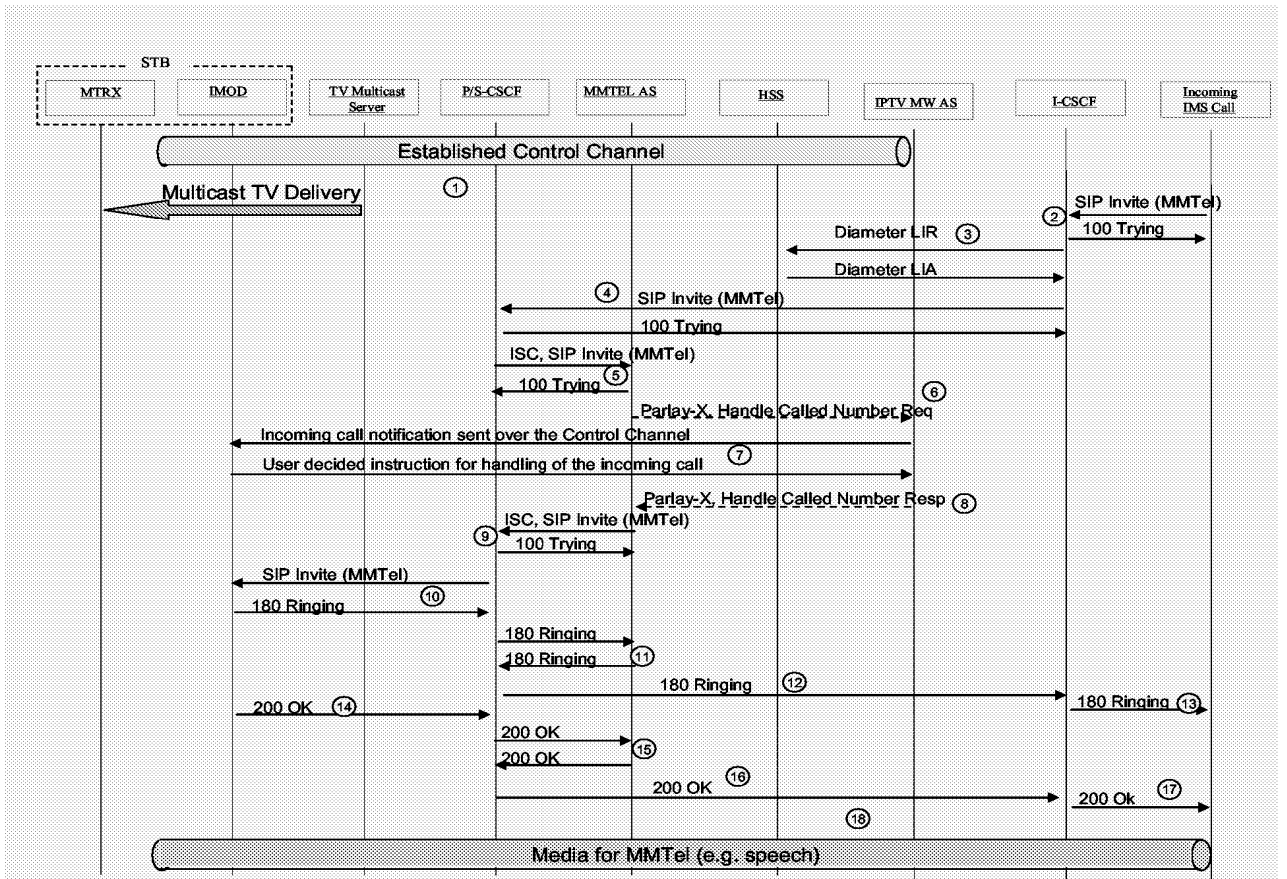 STB
MTRX
IMOD
TV Multicast
Server
P/S-CSCF
MMTEL AS
HSS
IPTV MW AS
I-CSCF
Incoming
IMS Call
Established Control Channel
1
Multicast TV Delivery
2
SIP Invite (MMTel)
100 Trying
Diameter LIR
3
Diameter LIA
4
SIP Invite (MMTel)
100 Trying
ISC, SIP Invite (MMTel)
5
100 Trying
6
Parlay-X, Handle Called Number Req
Incoming call notification sent over the Control Channel
7
User decided instruction for handling of the incoming call
Parlay-X, Handle Called Number Resp
8
ISC, SIP Invite (MMTel)
9
100 Trying
SIP Invite (MMTel)
10
180 Ringing
180 Ringing
11
180 Ringing
180 Ringing
12
180 Ringing
13
200 OK
14
200 OK
15
200 OK
16
200 OK
17
200 Ok
18
Media for MMTel (e.g. speech)